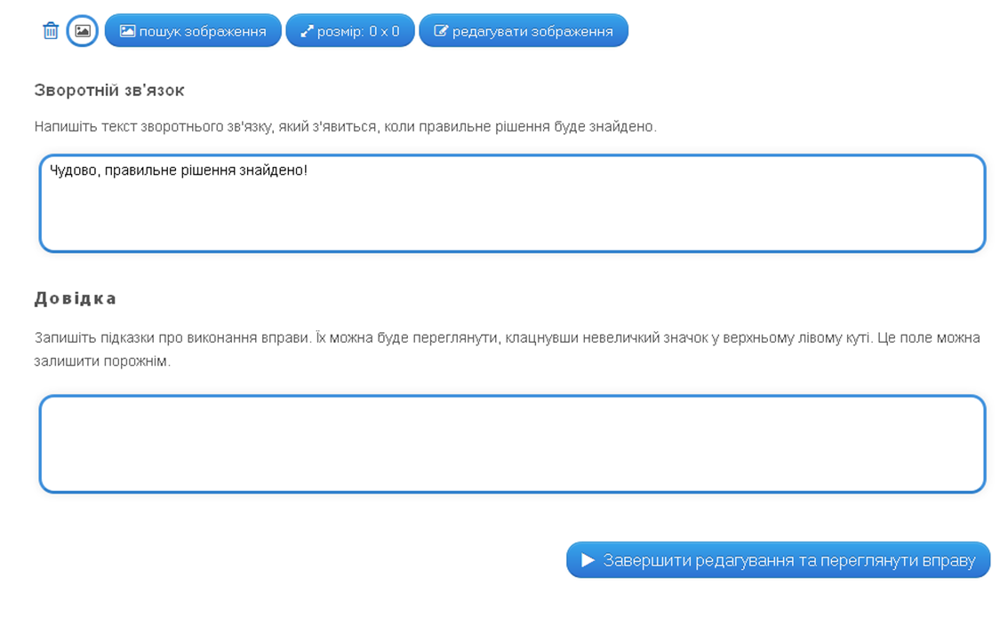 пошук зображення розмір: 0 x 0 редагувати зображення
Зворотній зв'язок
Напишіть текст зворотнього зв'язку, який з'явиться, коли правильне рішення буде знайдено.
Чудово, правильне рішення знайдено!
Довідка
Запишіть підказки про виконання вправи. Їх можна буде переглянути, клацнувши невеличкий значок у верхньому лівому куті. Це поле можна
залишити порожнім.
Завершити редагування та переглянути вправу